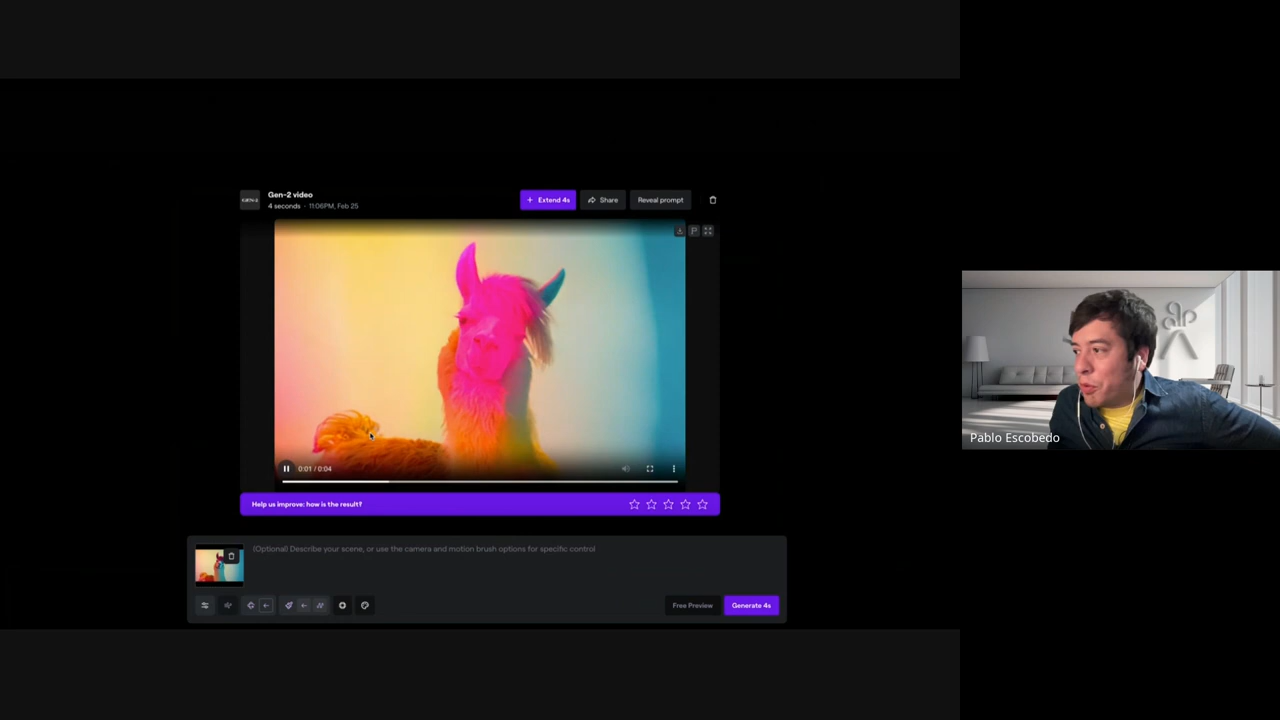 Gen-2 video
4 seconds · 11:06PM, Feb 25
+ Extend 4s
Share
Reveal prompt
0:01 / 0:04
Help us improve: how is the result?
(Optional) Describe your scene, or use the camera and motion brush options for specific control
Free Preview
Generate 4s
Pablo Escobedo